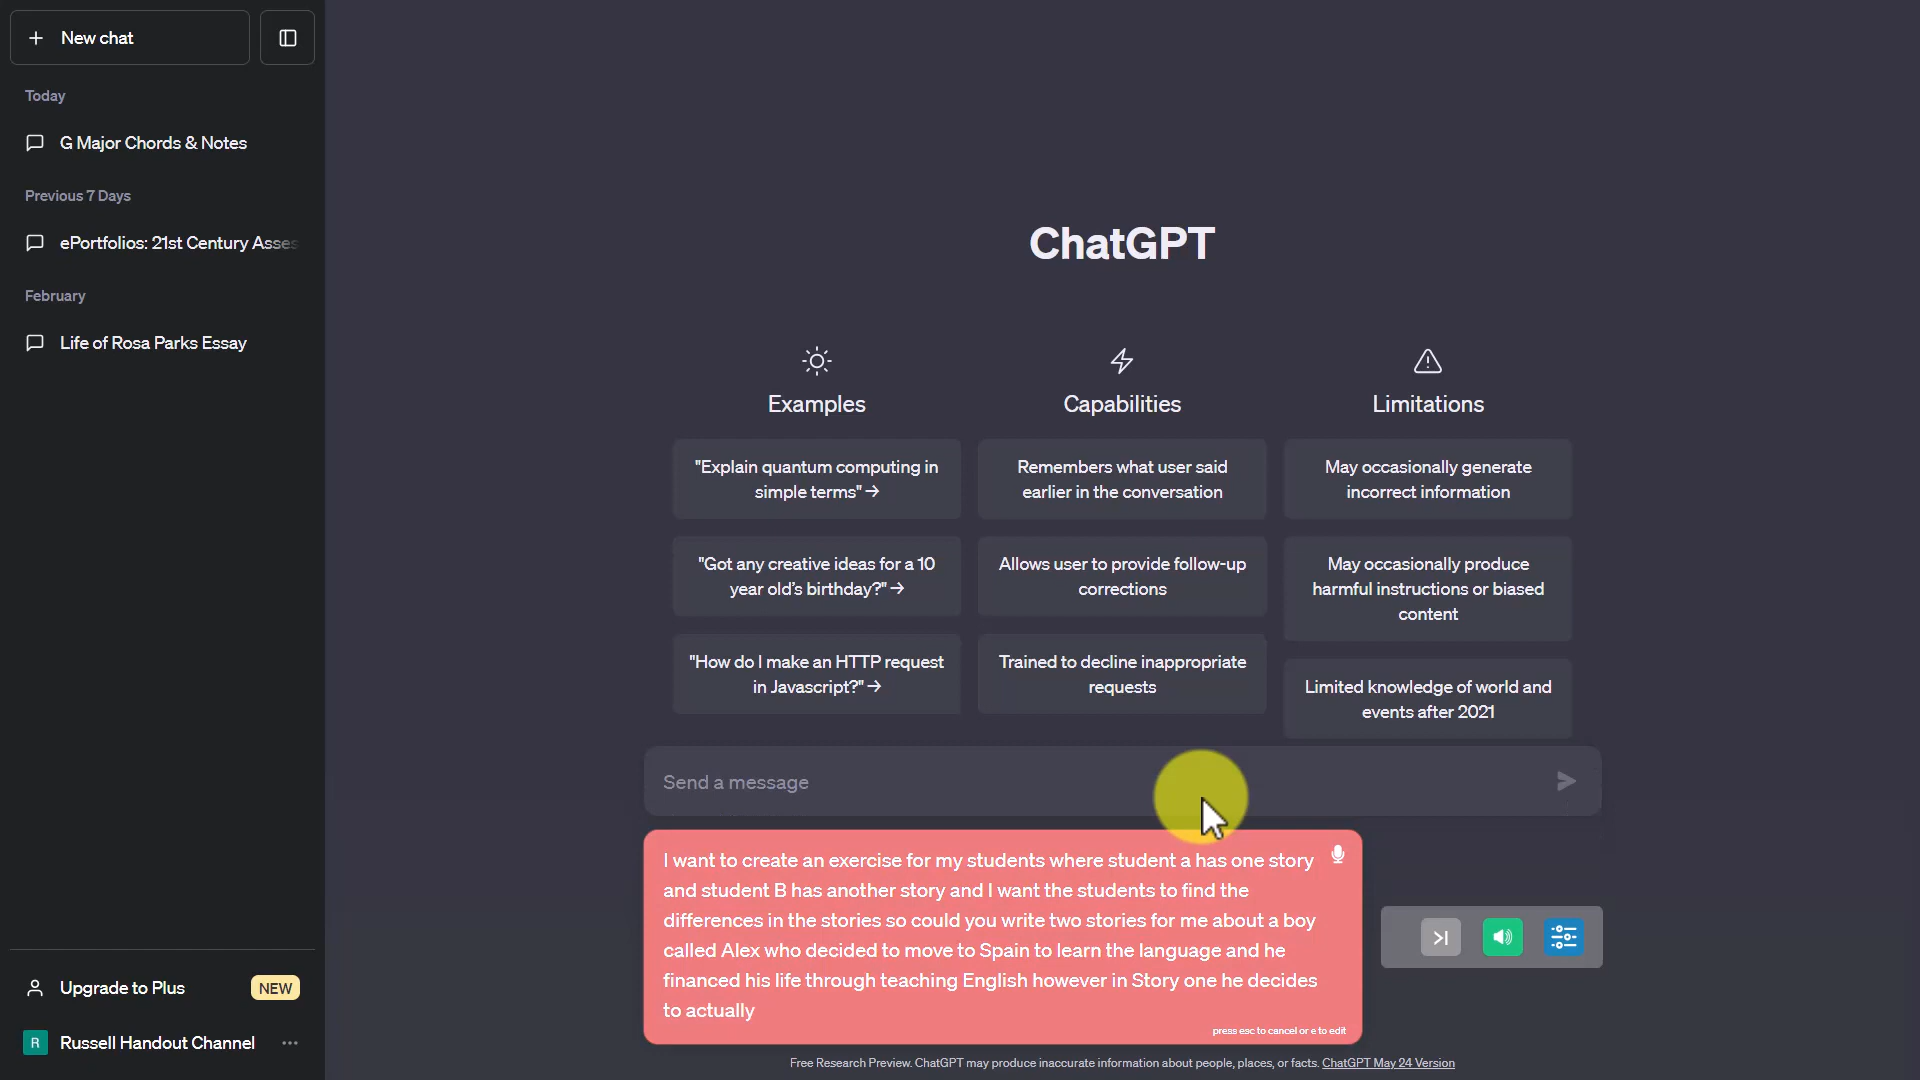 New chat
Today
G Major Chords & Notes
Previous 7 Days
ePortfolios: 21st Century Asses
February
Life of Rosa Parks Essay
Upgrade to Plus
NEW
R
Russell Handout Channel
ChatGPT
Examples
"Explain quantum computing in
simple terms" →
"Got any creative ideas for a 10
year old's birthday?" →
"How do I make an HTTP request
in Javascript?" →
Capabilities
Remembers what user said
earlier in the conversation
Allows user to provide follow-up
corrections
Trained to decline inappropriate
requests
Limitations
May occasionally generate
incorrect information
May occasionally produce
harmful instructions or biased
content
Limited knowledge of world and
events after 2021
Send a message
I want to create an exercise for my students where student a has one story
and student B has another story and I want the students to find the
differences in the stories so could you write two stories for me about a boy
called Alex who decided to move to Spain to learn the language and he
financed his life through teaching English however in Story one he decides
to actually
press esc to cancel or e to edit
Free Research Preview. ChatGPT may produce inaccurate information about people, places, or facts. ChatGPT May 24 Version